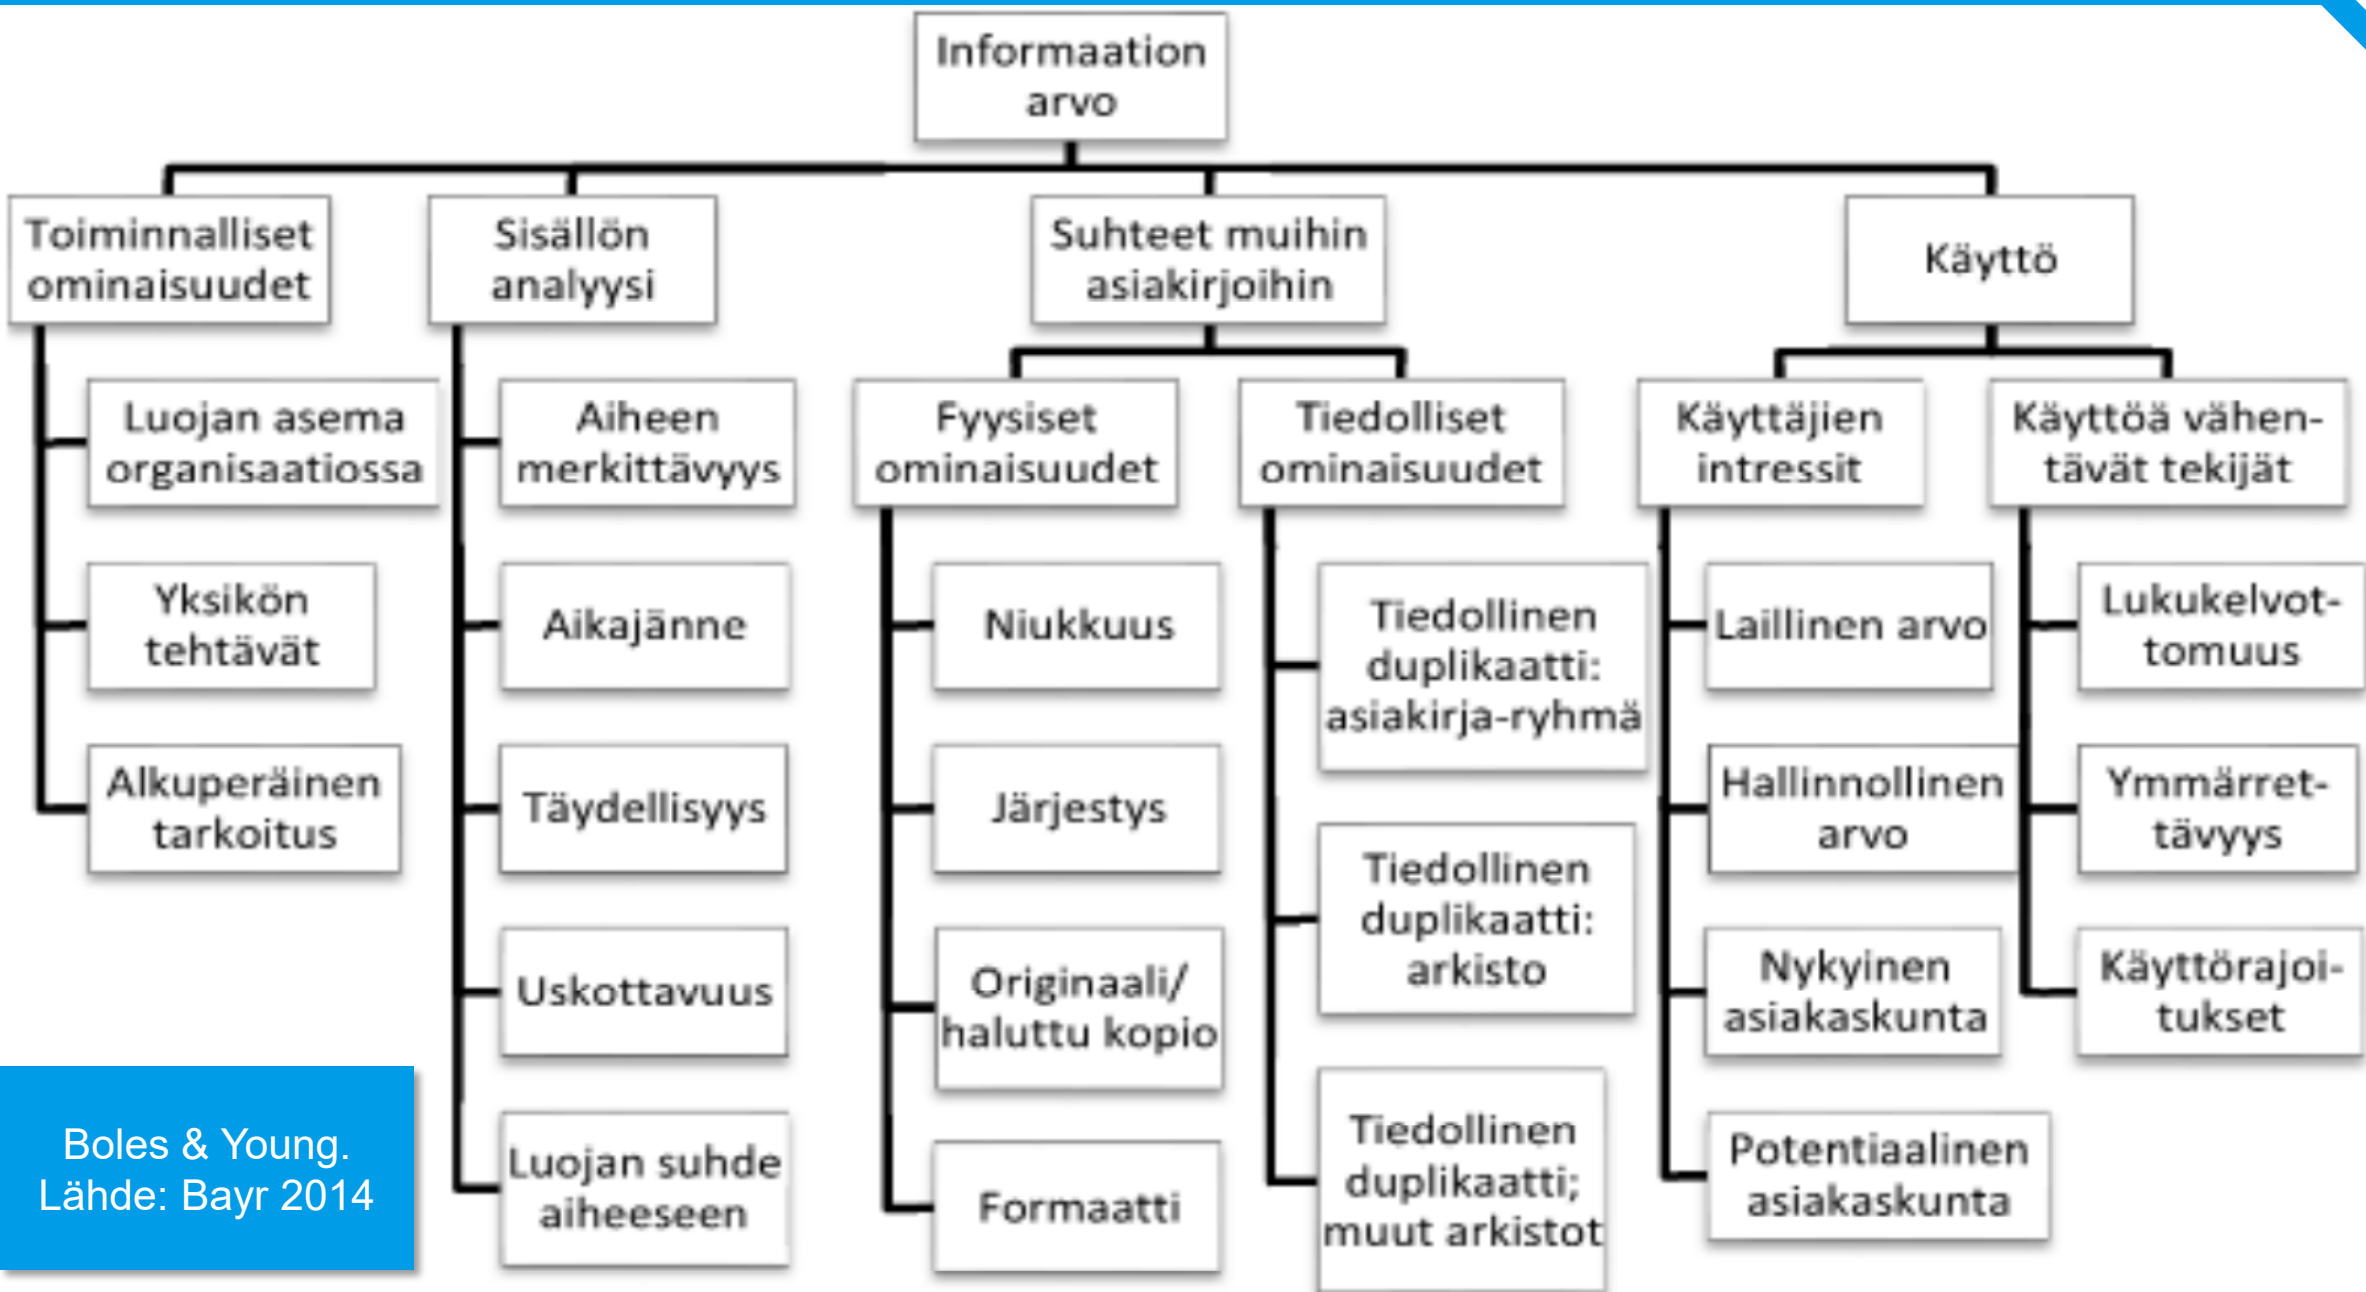 Informaation
arvo
Toiminnalliset
ominaisuudet
Sisällön
analyysi
Suhteet muihin
asiakirjoihin
Käyttö
Luojan asema
organisaatiossa
Yksikön
tehtävät
Alkuperäinen
tarkoitus
Aiheen
merkittävyys
Aikajänne
Täydellisyys
Uskottavuus
Luojan suhde
aiheeseen
Fyysiset
ominaisuudet
Niukkuus
Järjestys
Originaali/
haluttu kopio
Formaatti
Tiedolliset
ominaisuudet
Tiedollinen
duplikaatti:
asiakirja-ryhmä
Tiedollinen
duplikaatti:
arkisto
Tiedollinen
duplikaatti;
muut arkistot
Käyttäjien
intressit
Laillinen arvo
Hallinnollinen
arvo
Nykyinen
asiakaskunta
Potentiaalinen
asiakaskunta
Käyttöä vähen-
tävät tekijät
Lukukelvot-
tomuus
Ymmärret-
tävyys
Käyttörajoi-
tukset
Boles & Young.
Lähde: Bayr 2014